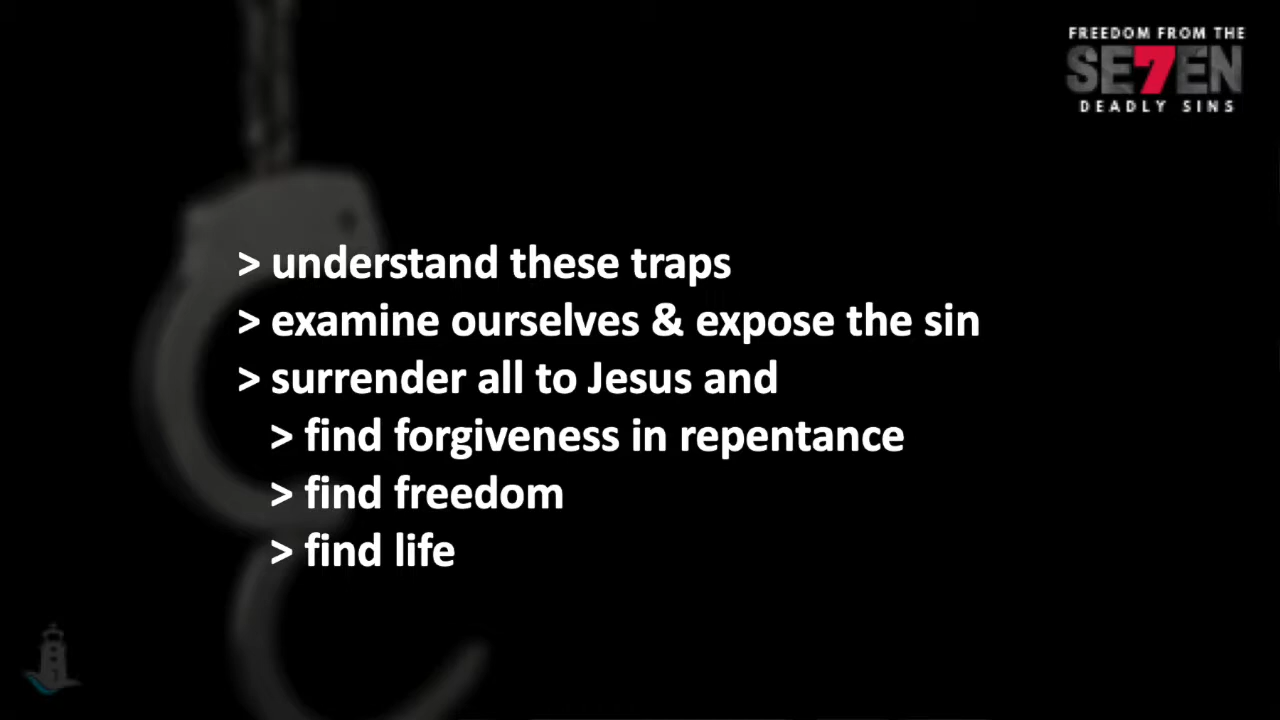 FREEDOM FROM THE
SE7EN
DEADLY SINS
> understand these traps
> examine ourselves & expose the sin
> surrender all to Jesus and
> find forgiveness in repentance
> find freedom
> find life